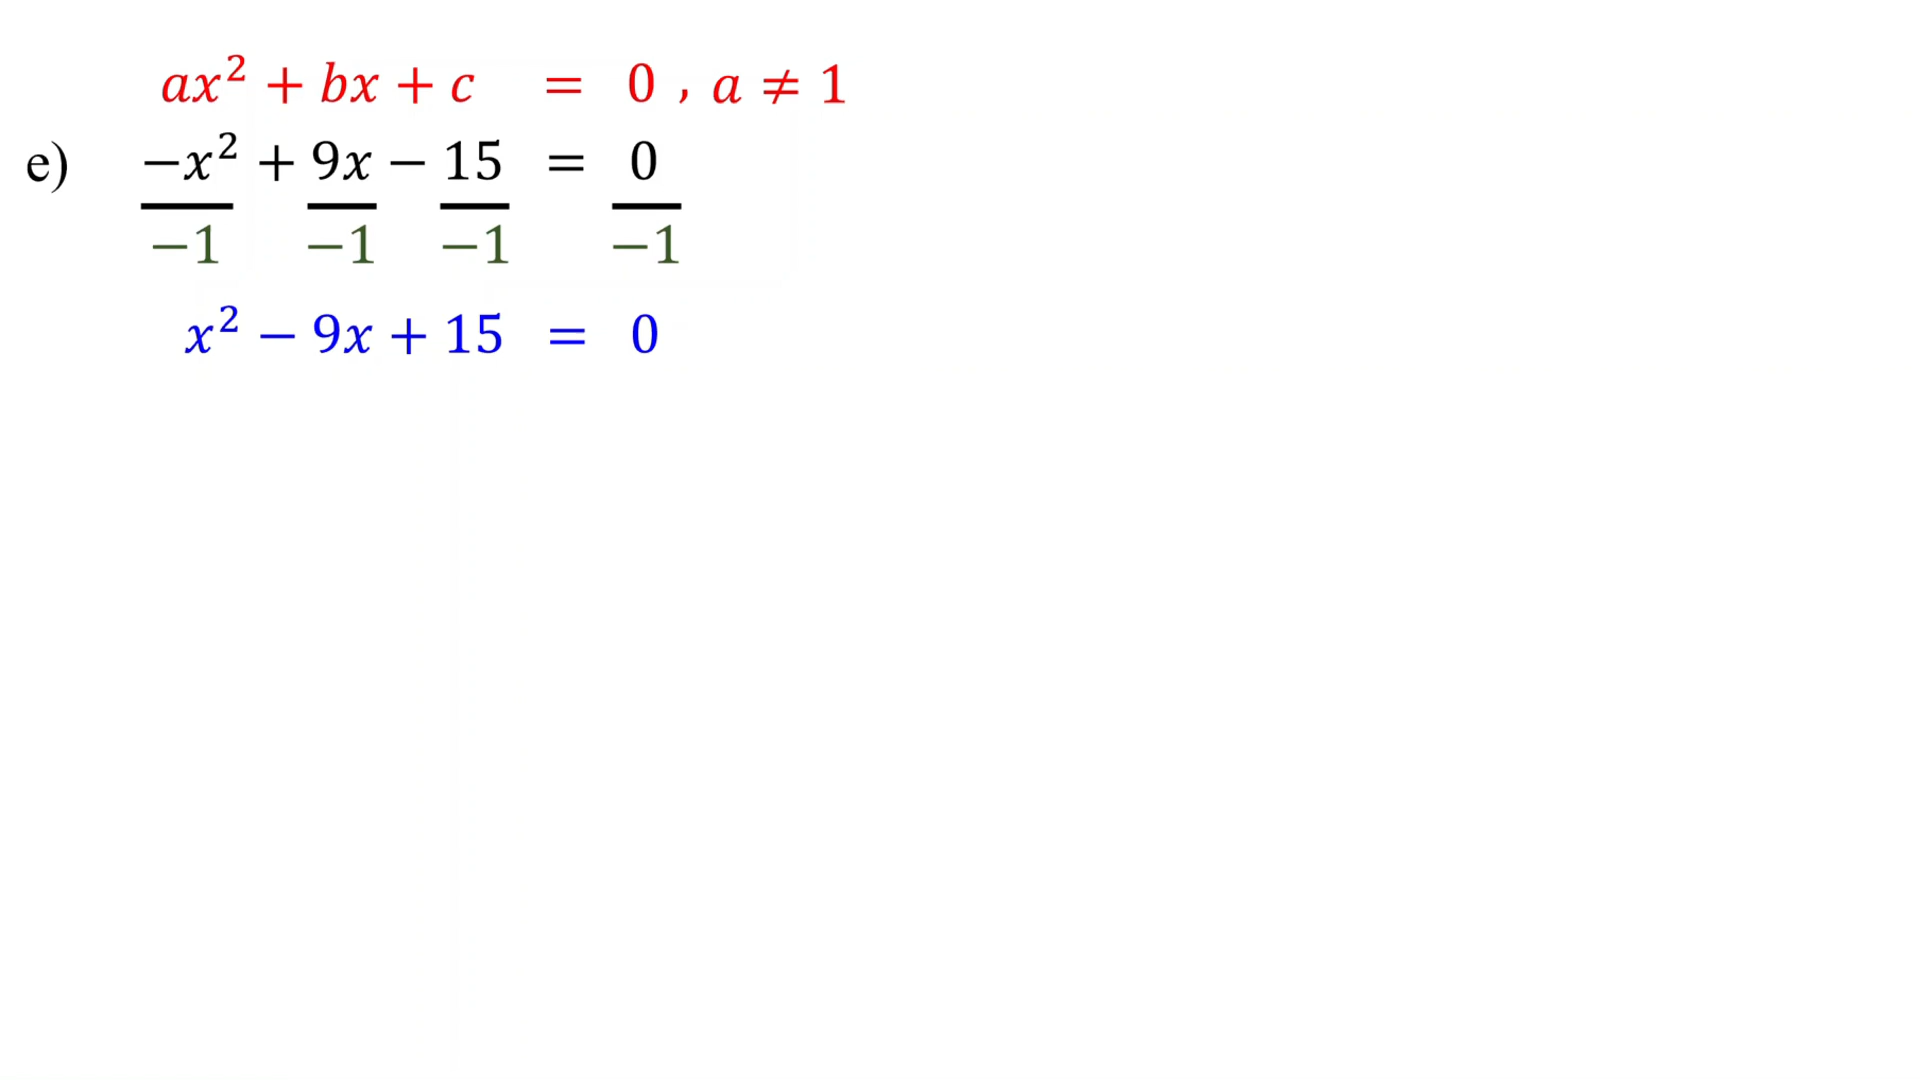 ax² + bx + c = 0 , a ≠ 1
e) −x² + 9x − 15 = 0
−1 −1 −1 −1
x² − 9x + 15 = 0